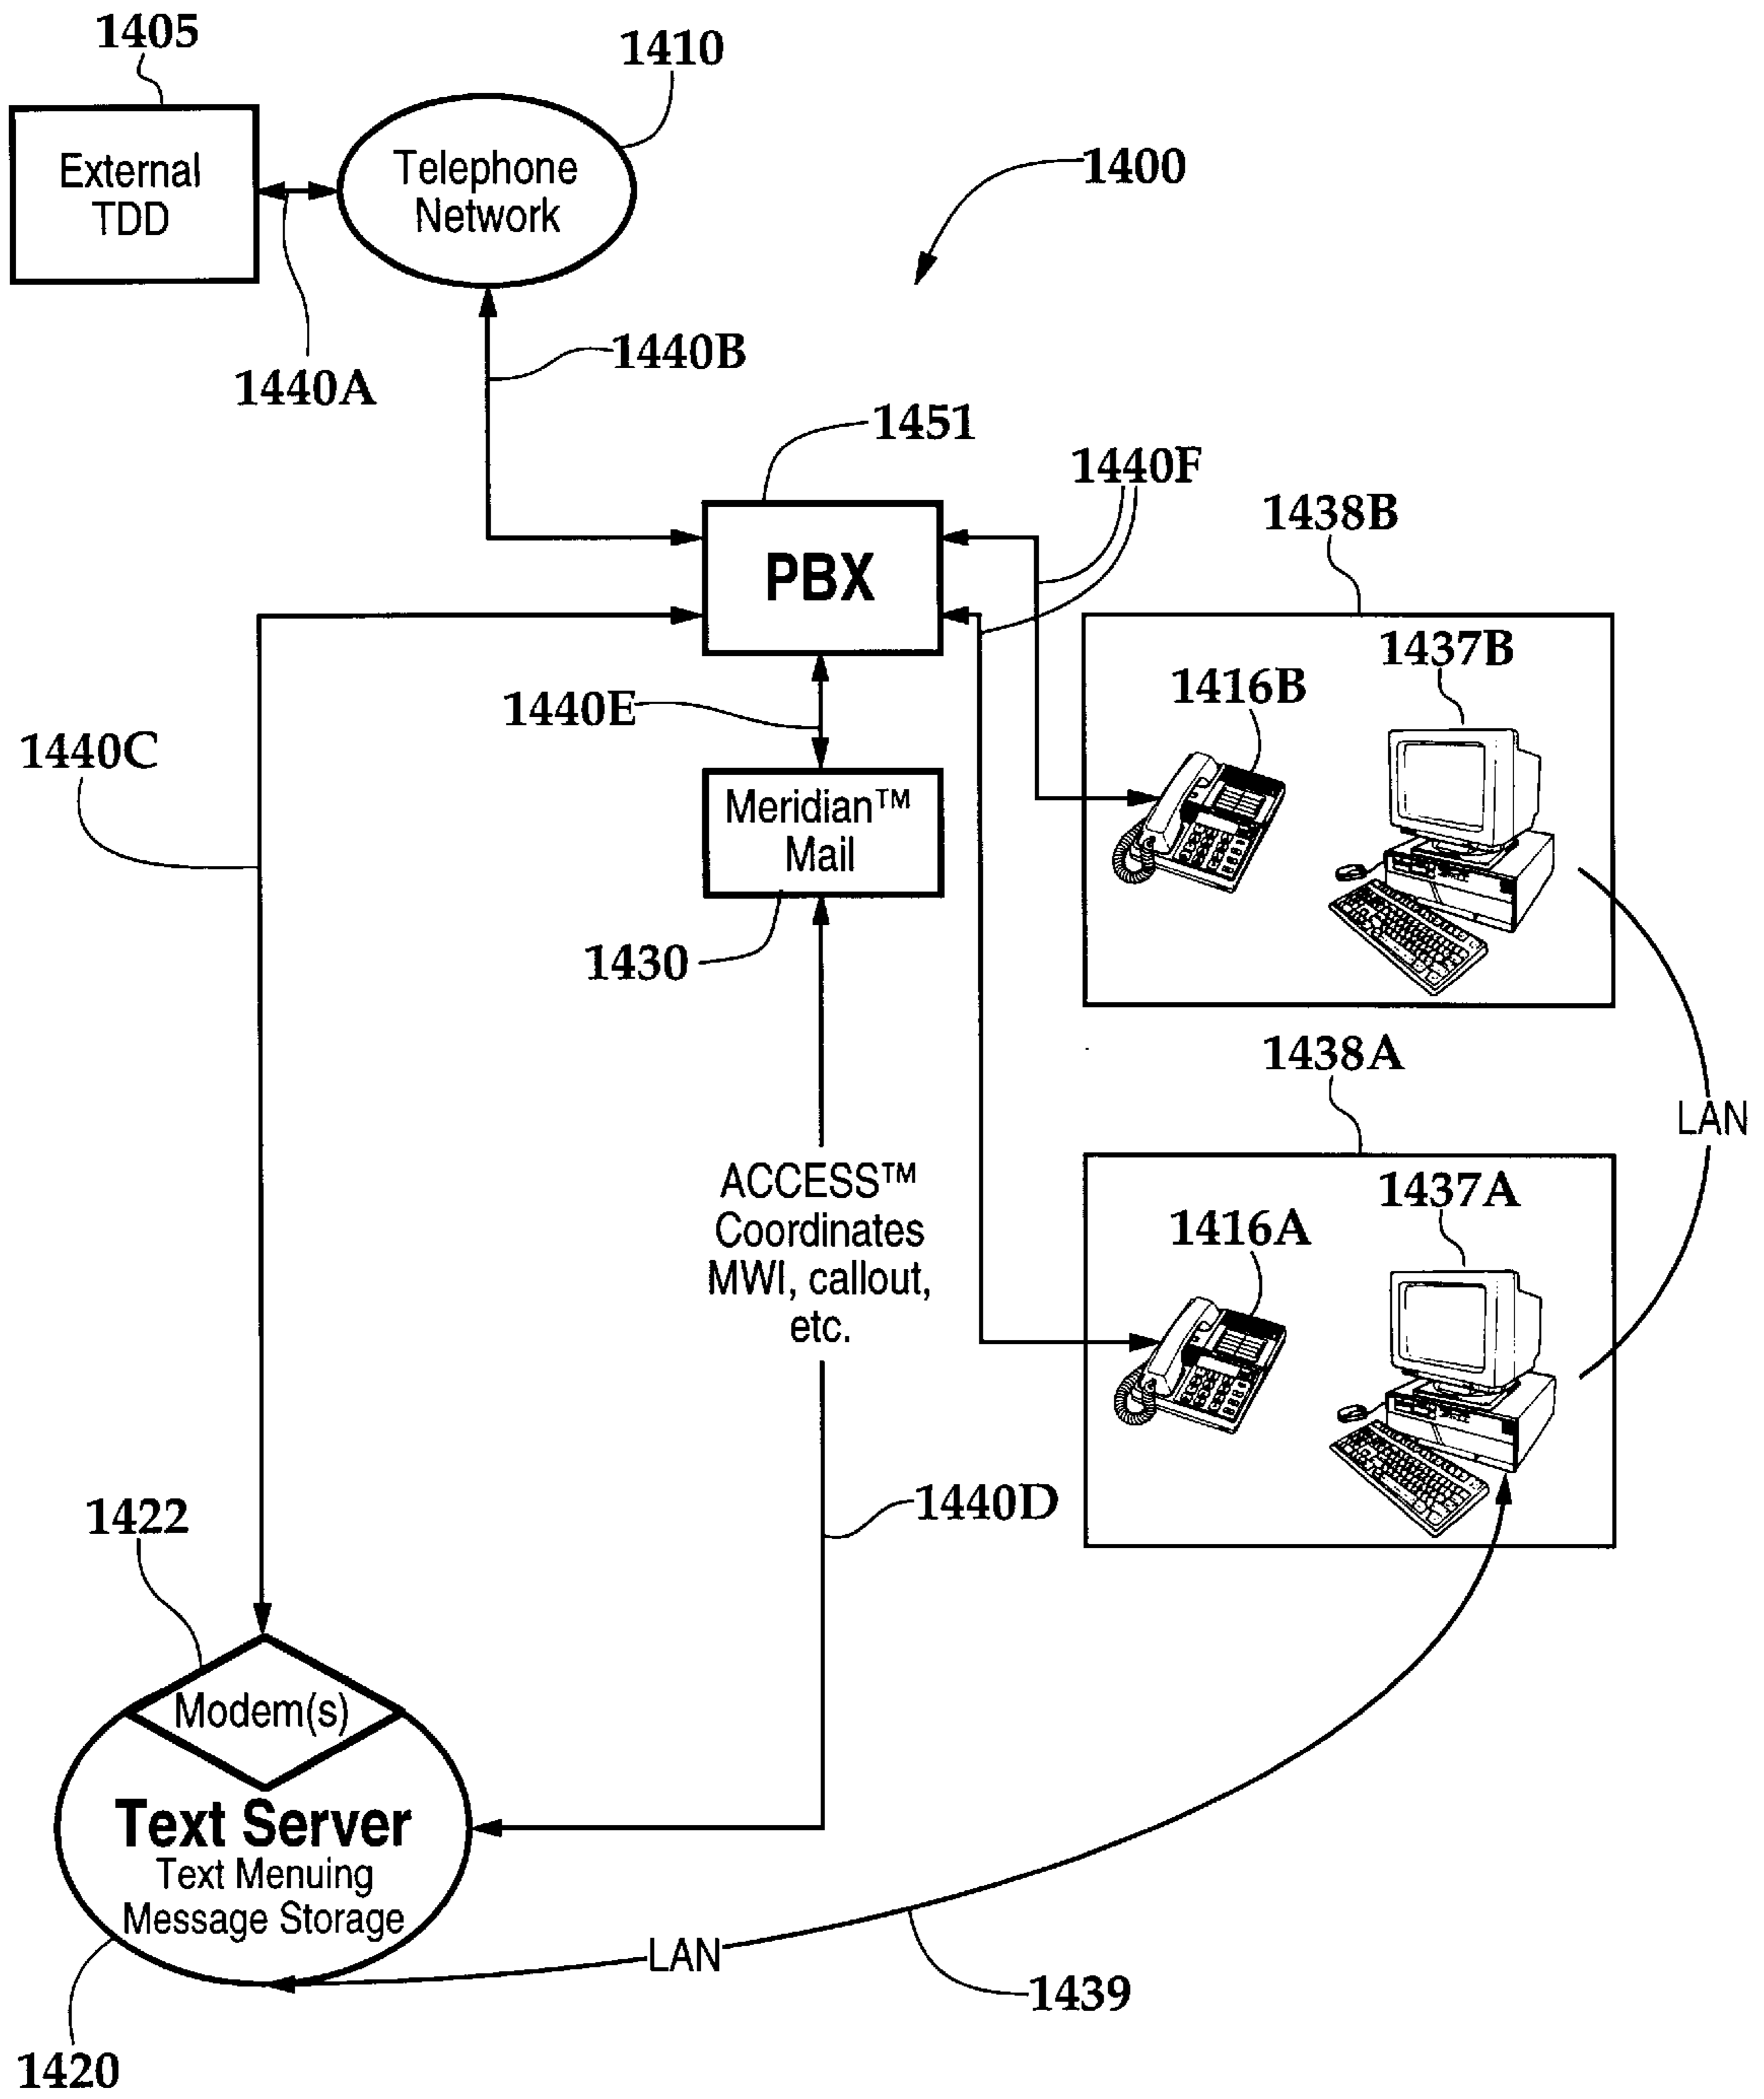 1405
1410
External
TDD
Telephone
Network
1400
1440A
1440B
1451
1440F
PBX
1438B
1437B
1416B
1440E
1440C
Meridian™
Mail
1430
1438A
LAN
ACCESS™
Coordinates
MWI, callout,
etc.
1437A
1416A
1440D
1422
Modem(s)
Text Server
Text Menuing
Message Storage
LAN
1439
1420